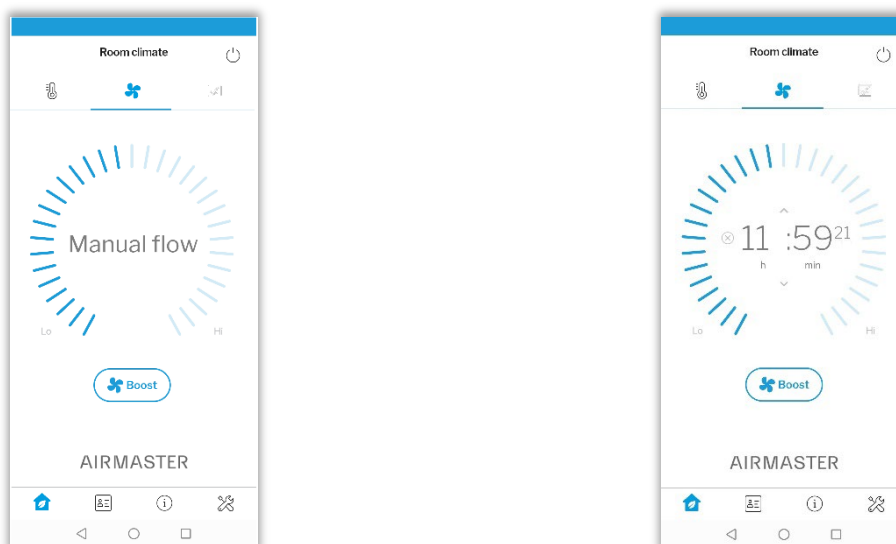 Room climate
Manual flow
Lo
Hi
Boost
AIRMASTER
Room climate
11 :59 21
h min
Lo
Hi
Boost
AIRMASTER